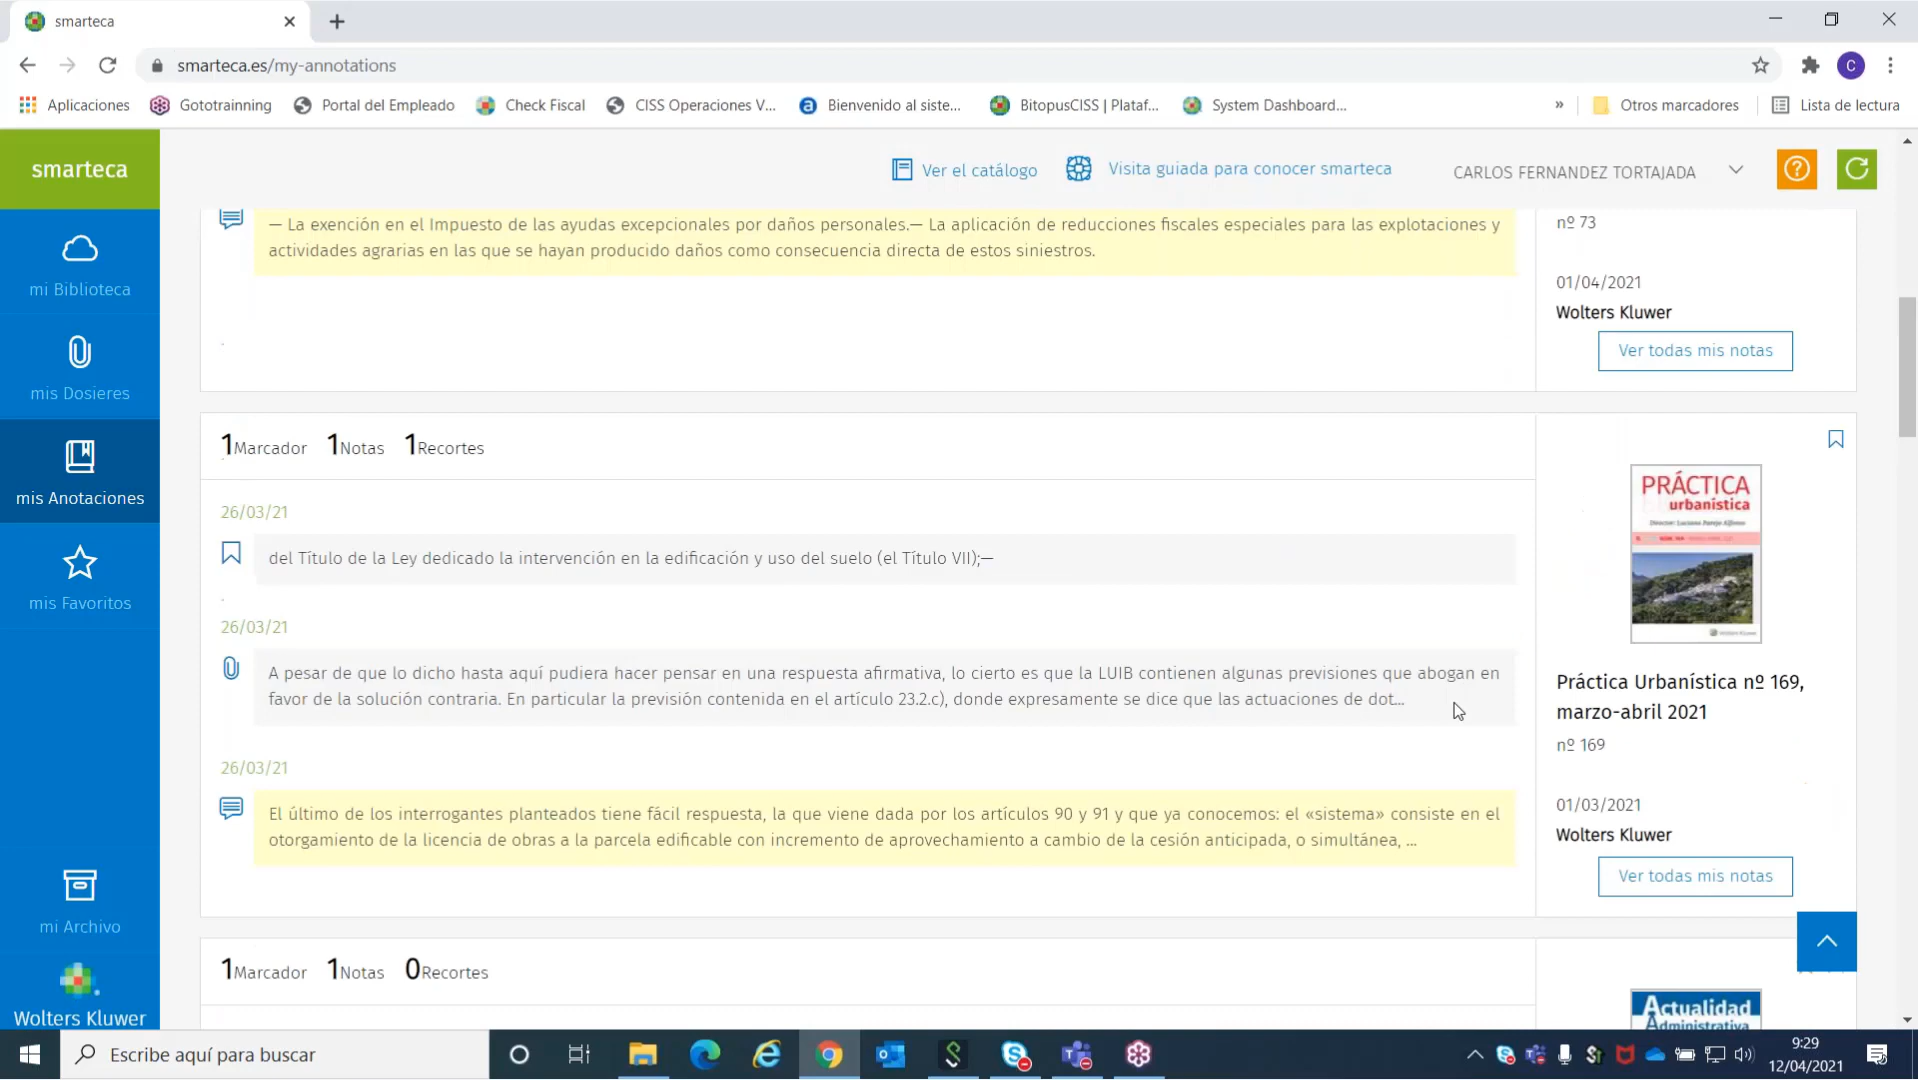 smarteca
smarteca.es/my-annotations
C
Aplicaciones
Gototrainning
Portal del Empleado
Check Fiscal
CISS Operaciones V...
Bienvenido al siste...
BitopusCISS | Plataf...
System Dashboard...
»
Otros marcadores
Lista de lectura
smarteca
Ver el catálogo
Visita guiada para conocer smarteca
CARLOS FERNANDEZ TORTAJADA
mi Biblioteca
mis Dosieres
mis Anotaciones
mis Favoritos
mi Archivo
Wolters Kluwer
— La exención en el Impuesto de las ayudas excepcionales por daños personales.— La aplicación de reducciones fiscales especiales para las explotaciones y
actividades agrarias en las que se hayan producido daños como consecuencia directa de estos siniestros.
nº 73
01/04/2021
Wolters Kluwer
Ver todas mis notas
1Marcador 1Notas 1Recortes
26/03/21
del Título de la Ley dedicado la intervención en la edificación y uso del suelo (el Título VII);—
26/03/21
A pesar de que lo dicho hasta aquí pudiera hacer pensar en una respuesta afirmativa, lo cierto es que la LUIB contienen algunas previsiones que abogan en
favor de la solución contraria. En particular la previsión contenida en el artículo 23.2.c), donde expresamente se dice que las actuaciones de dot...
26/03/21
El último de los interrogantes planteados tiene fácil respuesta, la que viene dada por los artículos 90 y 91 y que ya conocemos: el «sistema» consiste en el
otorgamiento de la licencia de obras a la parcela edificable con incremento de aprovechamiento a cambio de la cesión anticipada, o simultánea, ...
PRÁCTICA
urbanística
Director: Luciano Parejo Alfonso
Wolters Kluwer
Práctica Urbanística nº 169,
marzo-abril 2021
nº 169
01/03/2021
Wolters Kluwer
Ver todas mis notas
1Marcador 1Notas 0Recortes
Actualidad
Administrativa
Escribe aquí para buscar
9:29
12/04/2021